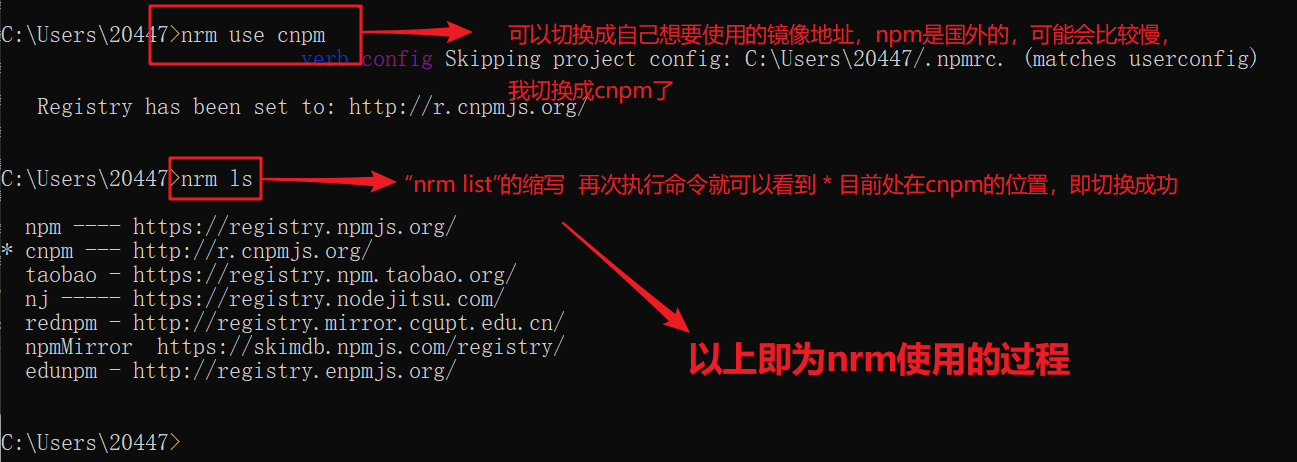 C:\Users\20447>nrm use cnpm
可以切换成自己想要使用的镜像地址，npm是国外的，可能会比较慢，
verb config Skipping project config: C:\Users\20447/.npmrc. (matches userconfig)
我切换成cnpm了
Registry has been set to: http://r.cnpmjs.org/
C:\Users\20447>nrm ls
“nrm list”的缩写 再次执行命令就可以看到 * 目前处在cnpm的位置，即切换成功
npm ---- https://registry.npmjs.org/
* cnpm --- http://r.cnpmjs.org/
taobao - https://registry.npm.taobao.org/
nj ----- https://registry.nodejitsu.com/
rednpm - http://registry.mirror.cqupt.edu.cn/
npmMirror  https://skimdb.npmjs.com/registry/
edunpm - http://registry.enpmjs.org/
以上即为nrm使用的过程
C:\Users\20447>